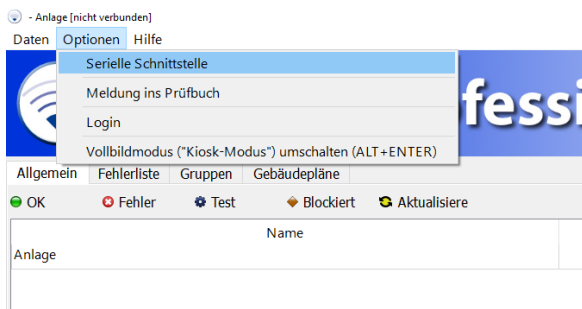 - Anlage [nicht verbunden]
Daten Optionen Hilfe
Serielle Schnittstelle
Meldung ins Prüfbuch
Login
Vollbildmodus ("Kiosk-Modus") umschalten (ALT+ENTER)
Allgemein Fehlerliste Gruppen Gebäudepläne
OK Fehler Test Blockiert Aktualisiere
Name
Anlage